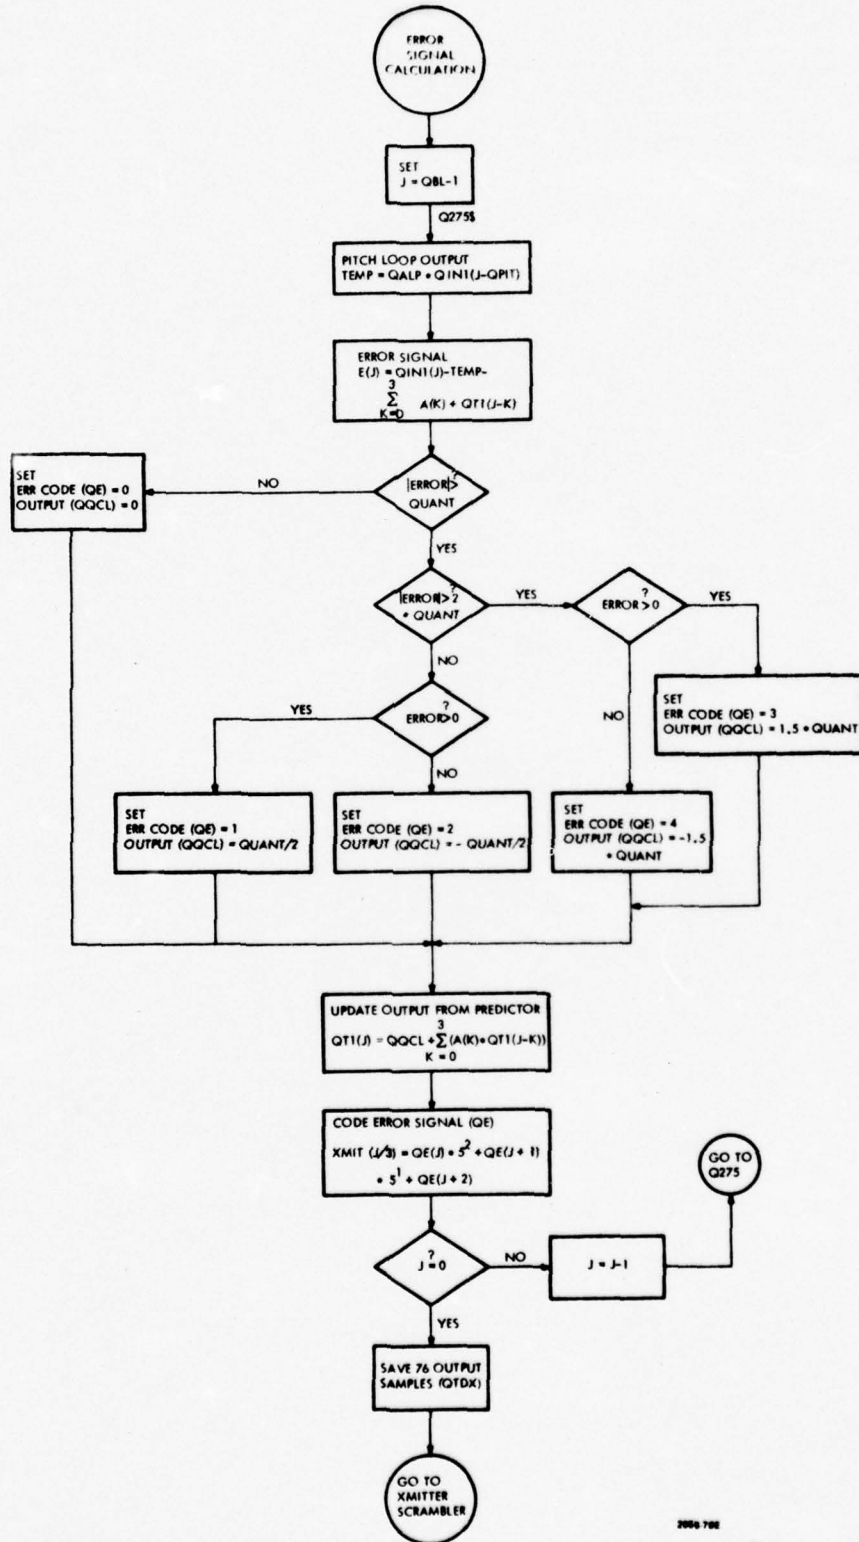 ERROR
SIGNAL
CALCULATION
SET
J = QBL-1
Q275$
PITCH LOOP OUTPUT
TEMP = QALP * QIN1(J-QPIT)
ERROR SIGNAL
E(J) = QIN1(J)-TEMP-
3
∑ A(K) + QT1(J-K)
K=0
?
|ERROR|>
QUANT
NO
SET
ERR CODE (QE) = 0
OUTPUT (QQCL) = 0
YES
?
|ERROR|>2
* QUANT
YES
?
ERROR >0
YES
NO
?
ERROR>0
YES
NO
NO
SET
ERR CODE (QE) = 3
OUTPUT (QQCL) = 1.5 * QUANT
SET
ERR CODE (QE) = 1
OUTPUT (QQCL) = QUANT/2
SET
ERR CODE (QE) = 2
OUTPUT (QQCL) = - QUANT/2
SET
ERR CODE (QE) = 4
OUTPUT (QQCL) = -1.5
* QUANT
UPDATE OUTPUT FROM PREDICTOR
3
QT1(J) = QQCL +∑ (A(K)*QT1(J-K))
K = 0
CODE ERROR SIGNAL (QE)
XMIT (J/3) = QE(J) * 5² + QE(J + 1)
* 5¹ + QE(J + 2)
GO TO
Q275
?
J = 0
NO
J = J-1
YES
SAVE 76 OUTPUT
SAMPLES (QTDX)
GO TO
XMITTER
SCRAMBLER